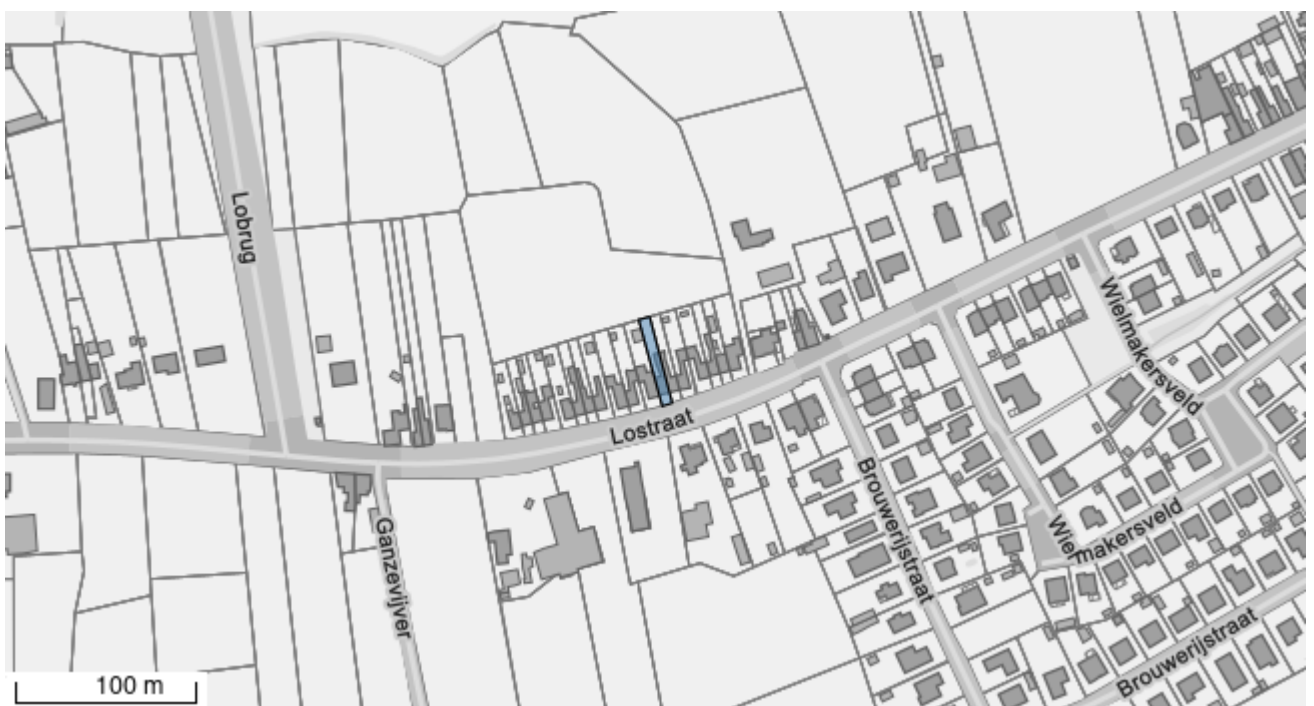 Lobrug
Wielmakersveld
Lostraat
Brouwerijstraat
Wielmakersveld
Ganzevijver
Brouwerijstraat
100 m